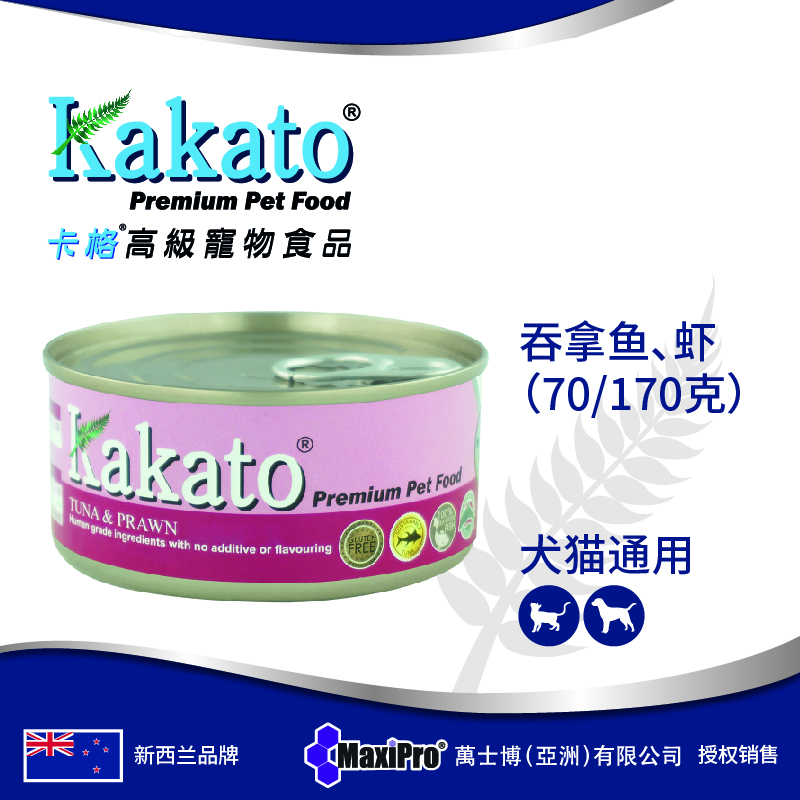 Kakato®
Premium Pet Food
卡格®高級寵物食品
吞拿鱼、虾
（70/170克）
Kakato®
Premium Pet Food
TUNA & PRAWN
Human grade ingredients with no additive or flavouring
GLUTEN FREE
犬猫通用
新西兰品牌
MaxiPro®
萬士博（亞洲）有限公司
授权销售